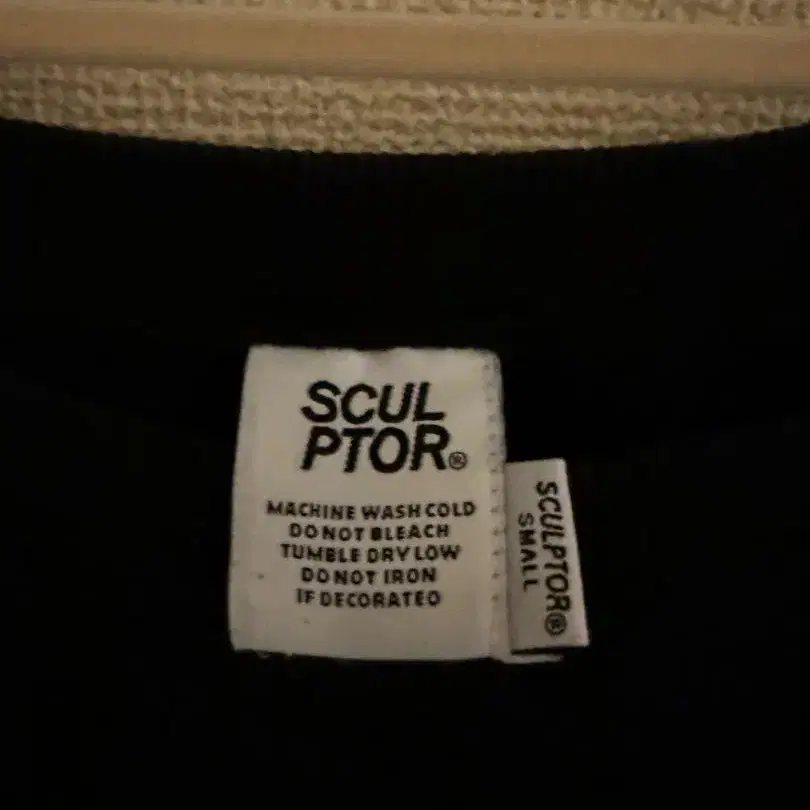 SCUL
PTOR®
MACHINE WASH COLD
DO NOT BLEACH
TUMBLE DRY LOW
DO NOT IRON
IF DECORATED
SCULPTOR®
SMALL